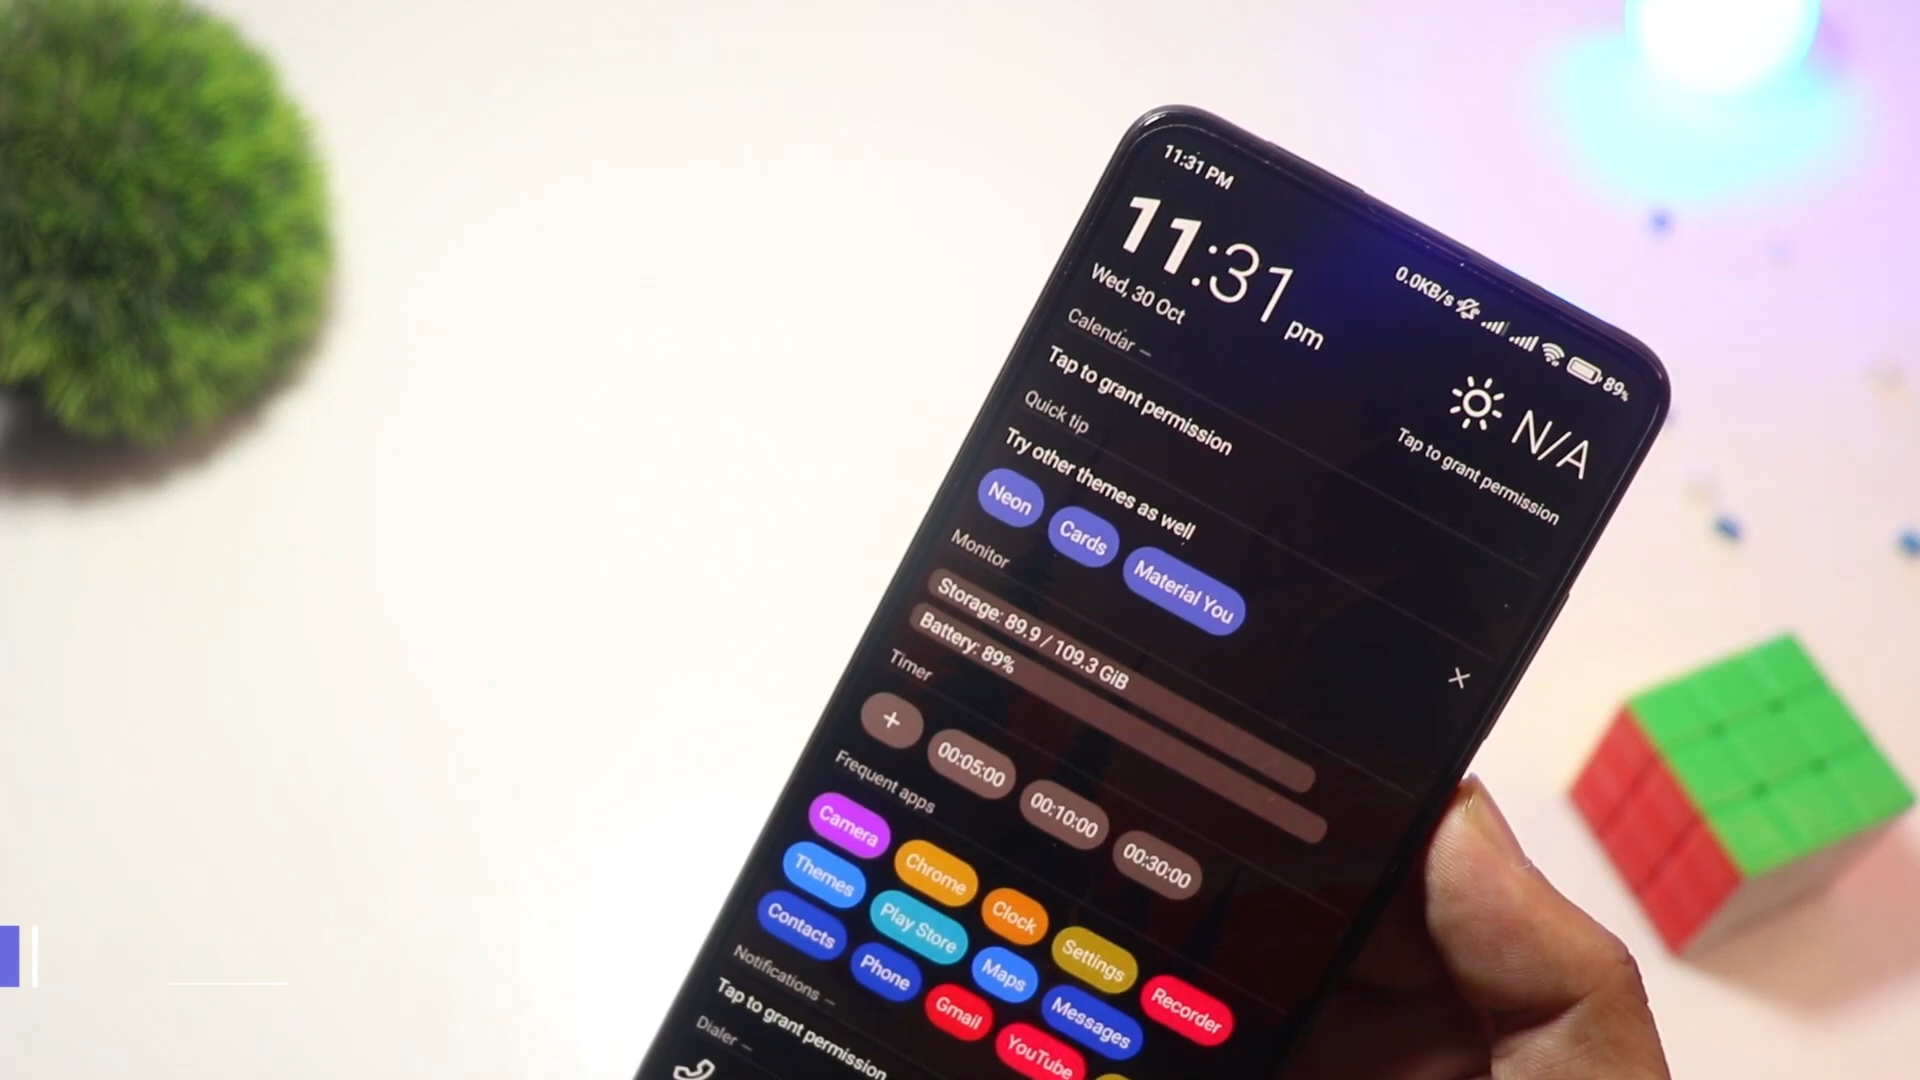 11:31 PM
0.0KB/s
89%
11:31 pm
Wed, 30 Oct
N/A
Tap to grant permission
Calendar –
Tap to grant permission
Quick tip
Try other themes as well
Neon Cards Material You
Monitor
Storage: 89.9 / 109.3 GiB
Battery: 89%
Timer
+ 00:05:00 00:10:00 00:30:00
Frequent apps
Camera Chrome Clock Settings Recorder
Themes Play Store Maps Messages
Contacts Phone Gmail YouTube
Notifications –
Tap to grant permission
Dialer –